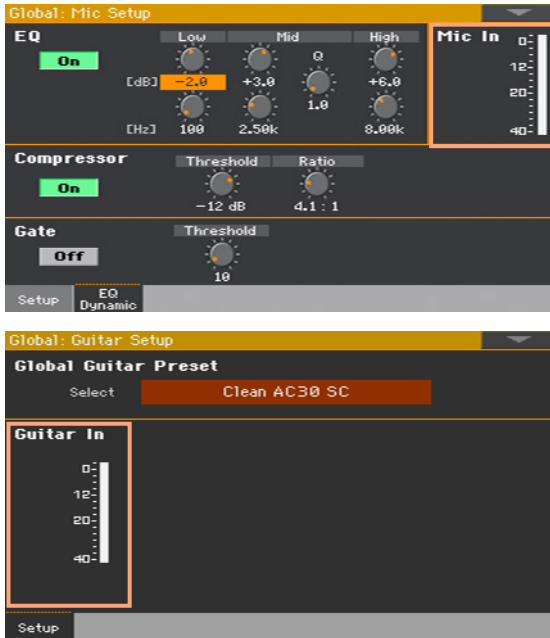 Global: Mic Setup
EQ Low Mid High Mic In
On Q
[dB] -2.0 +3.0 +6.0
1.0
[Hz] 100 2.50k 8.00k
0
12
20
40
Compressor Threshold Ratio
On
-12 dB 4.1 : 1
Gate Threshold
Off
10
Setup EQ Dynamic
Global: Guitar Setup
Global Guitar Preset
Select Clean AC30 SC
Guitar In
0
12
20
40
Setup